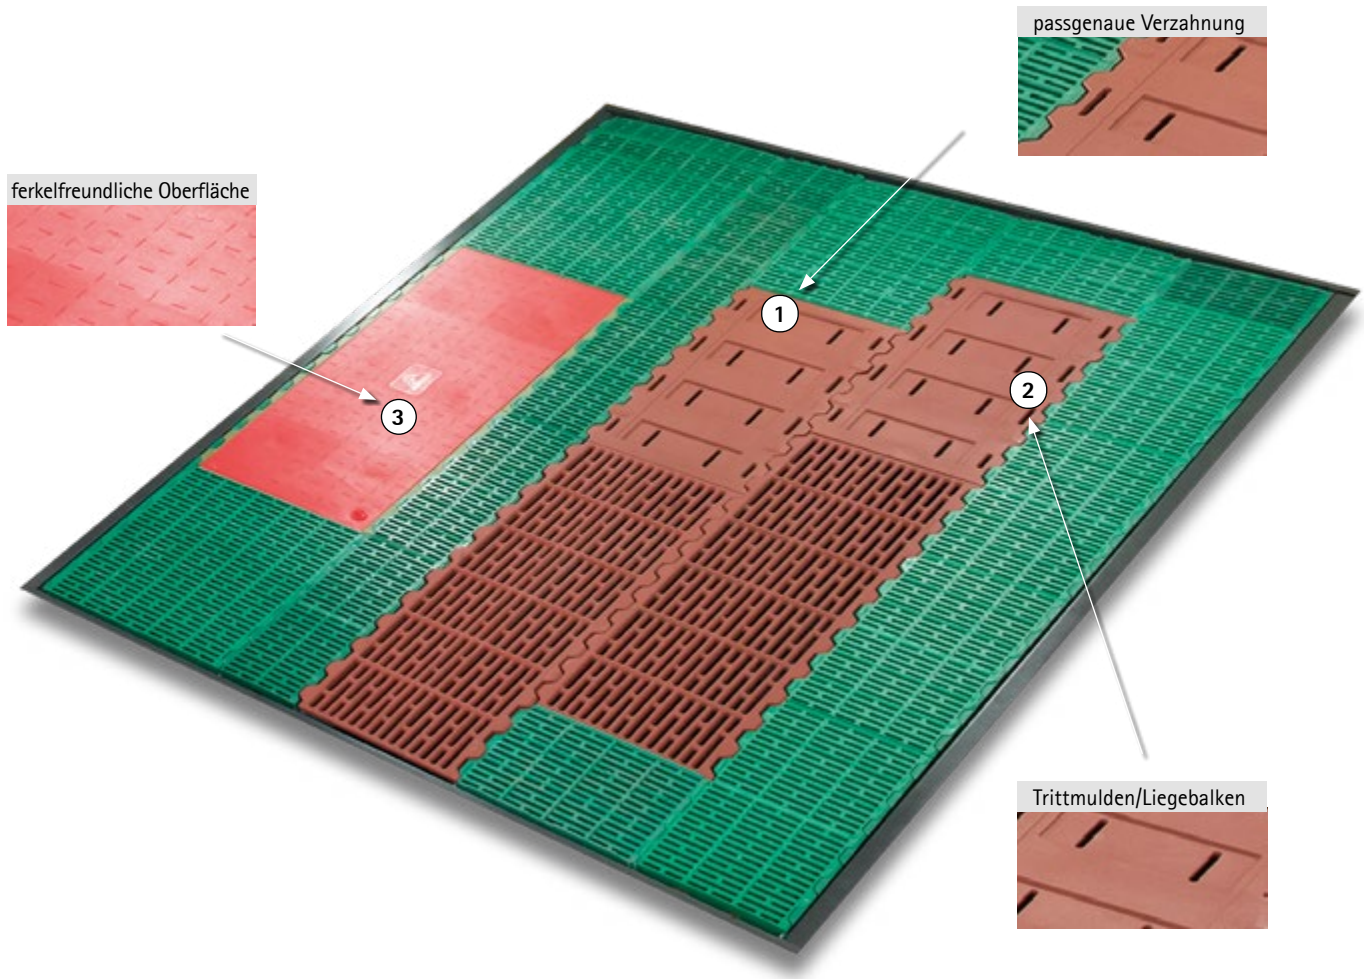 passgenaue Verzahnung
ferkelfreundliche Oberfläche
1
2
3
Trittmulden/Liegebalken